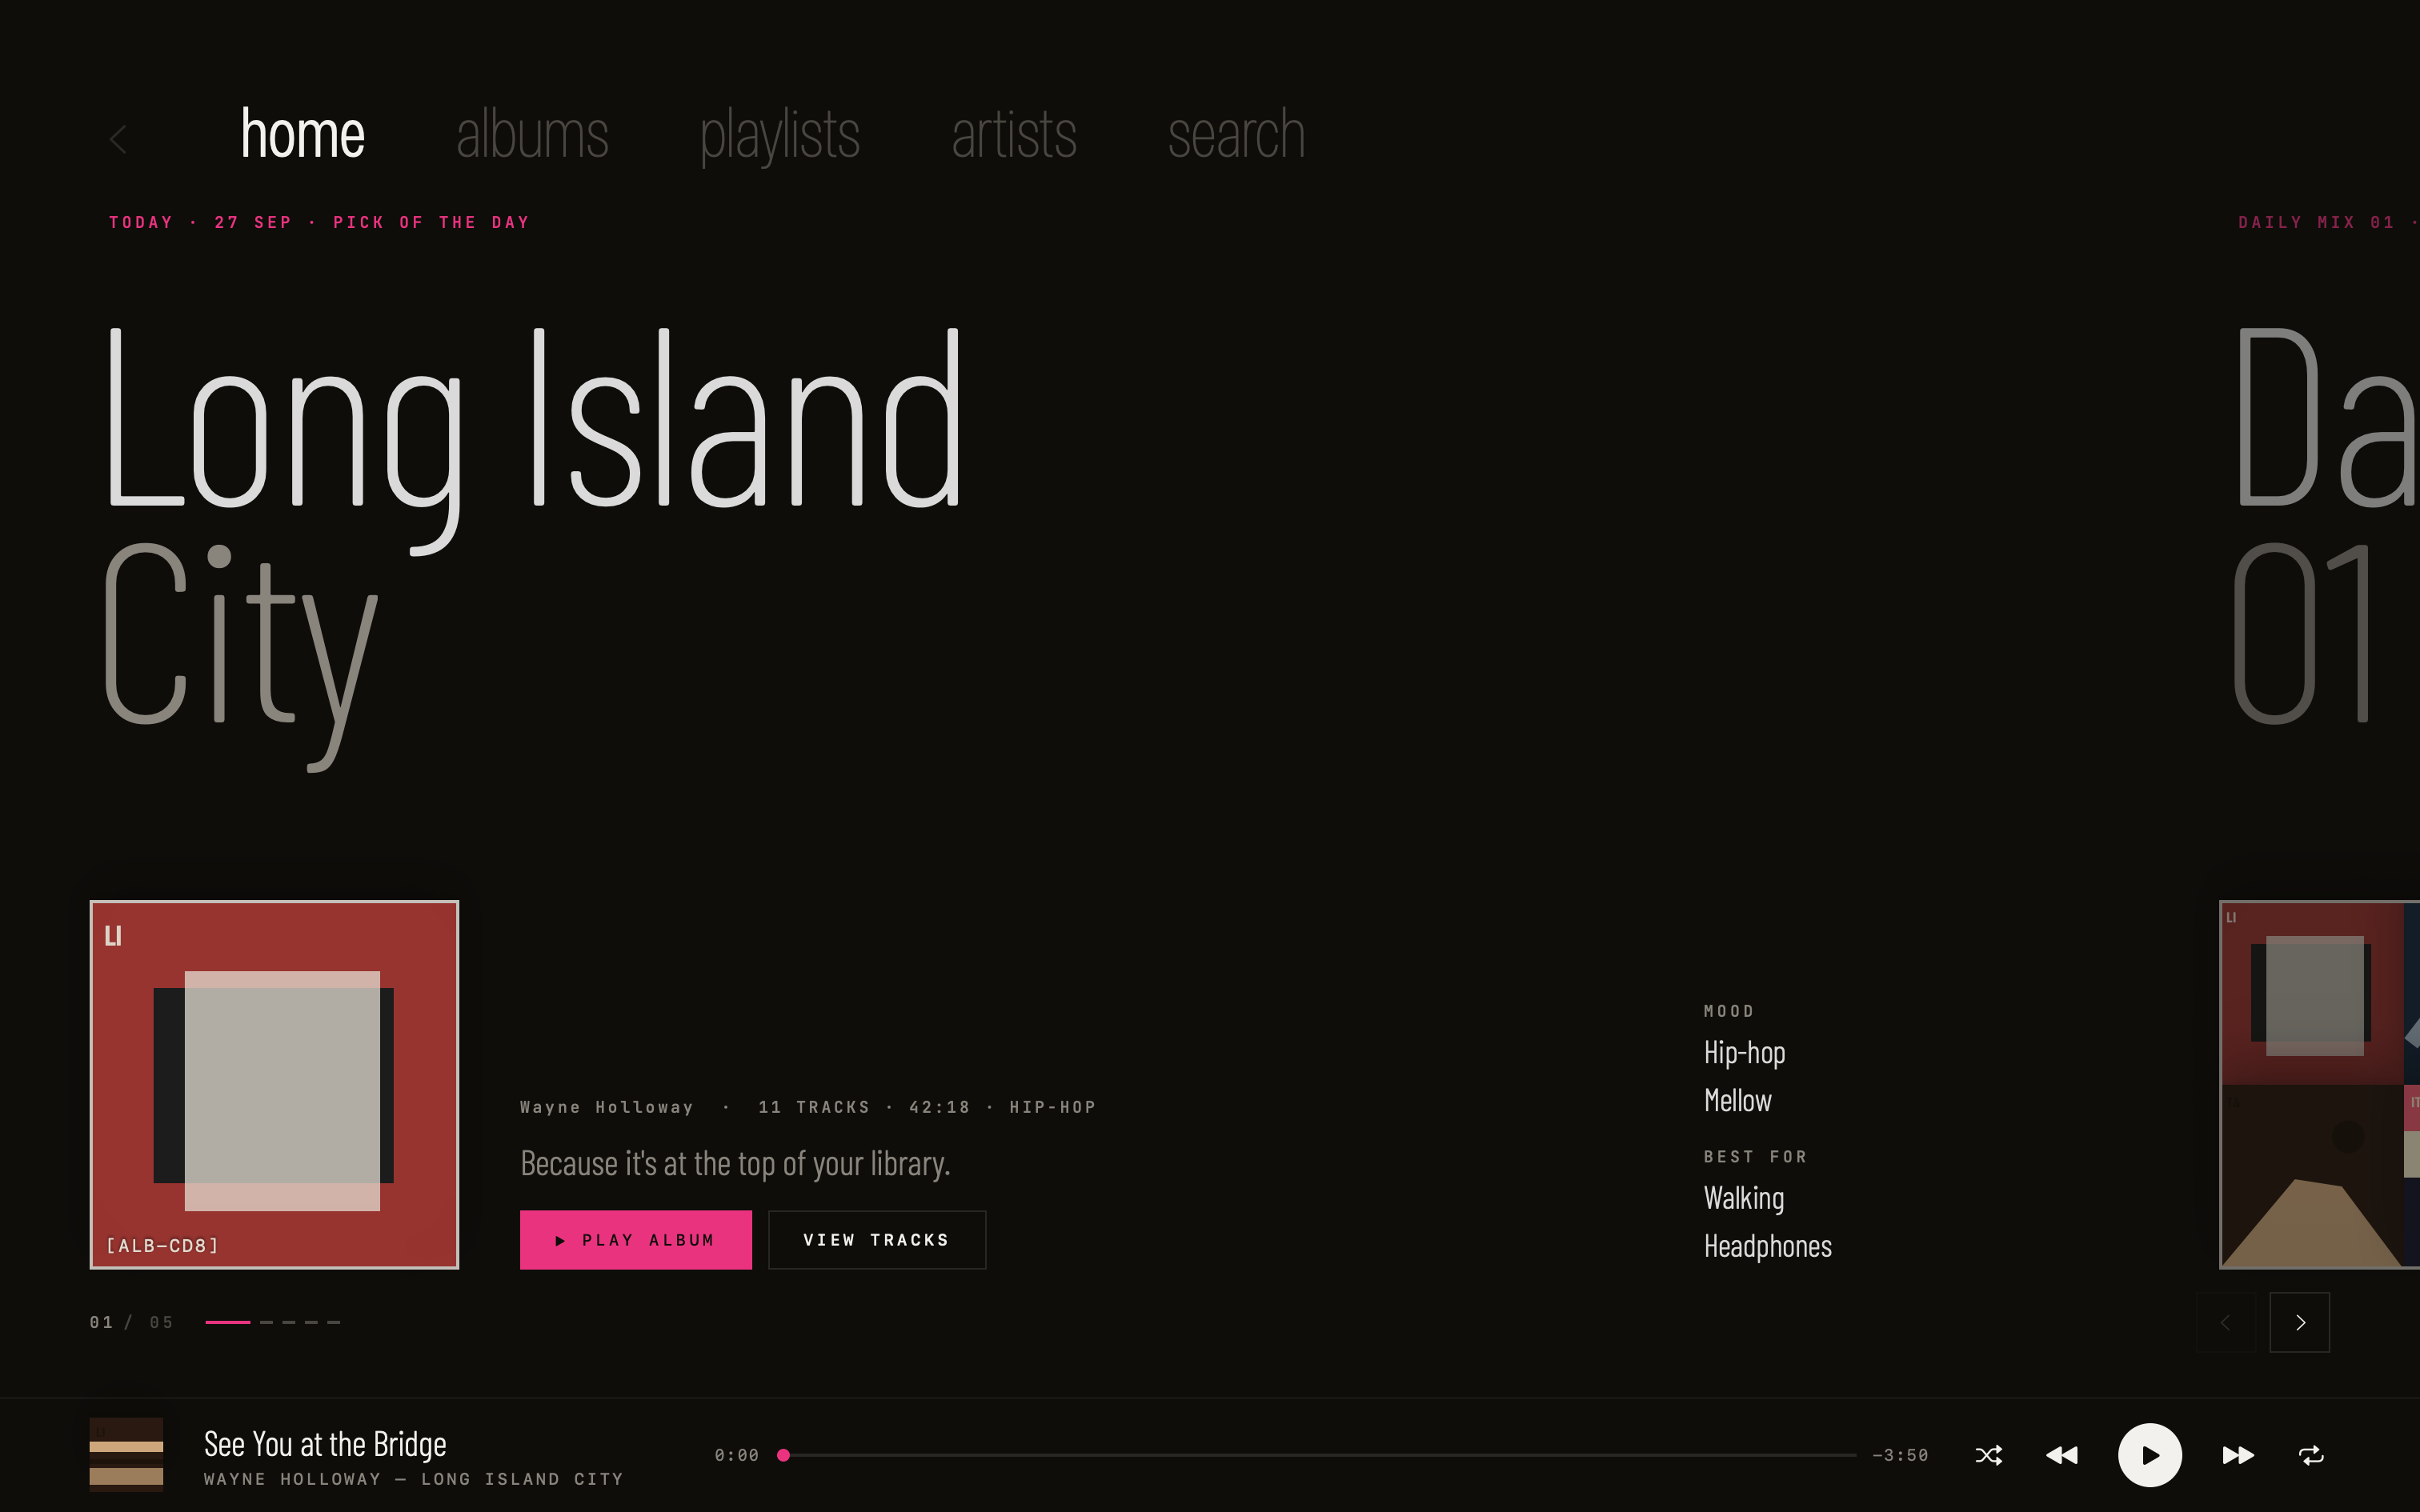 home albums playlists artists search
TODAY · 27 SEP · PICK OF THE DAY
DAILY MIX 01 ·
Long Island
City
Da
01
LI
[ALB—CD8]
Wayne Holloway · 11 TRACKS · 42:18 · HIP-HOP
Because it's at the top of your library.
▶ PLAY ALBUM
VIEW TRACKS
MOOD
Hip-hop
Mellow
BEST FOR
Walking
Headphones
LI
IT
01 / 05
See You at the Bridge
WAYNE HOLLOWAY — LONG ISLAND CITY
0:00
—3:50